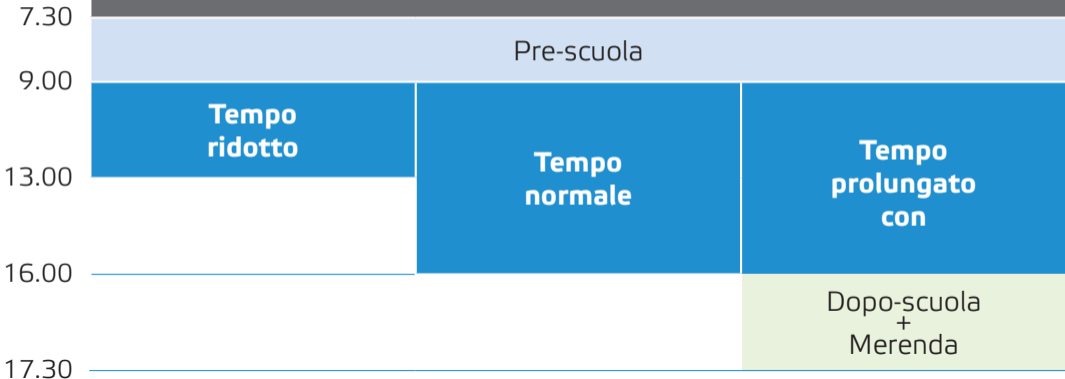 7.30
Pre-scuola
9.00
Tempo
ridotto
Tempo
normale
Tempo
prolungato
con
13.00
16.00
Dopo-scuola
+
Merenda
17.30